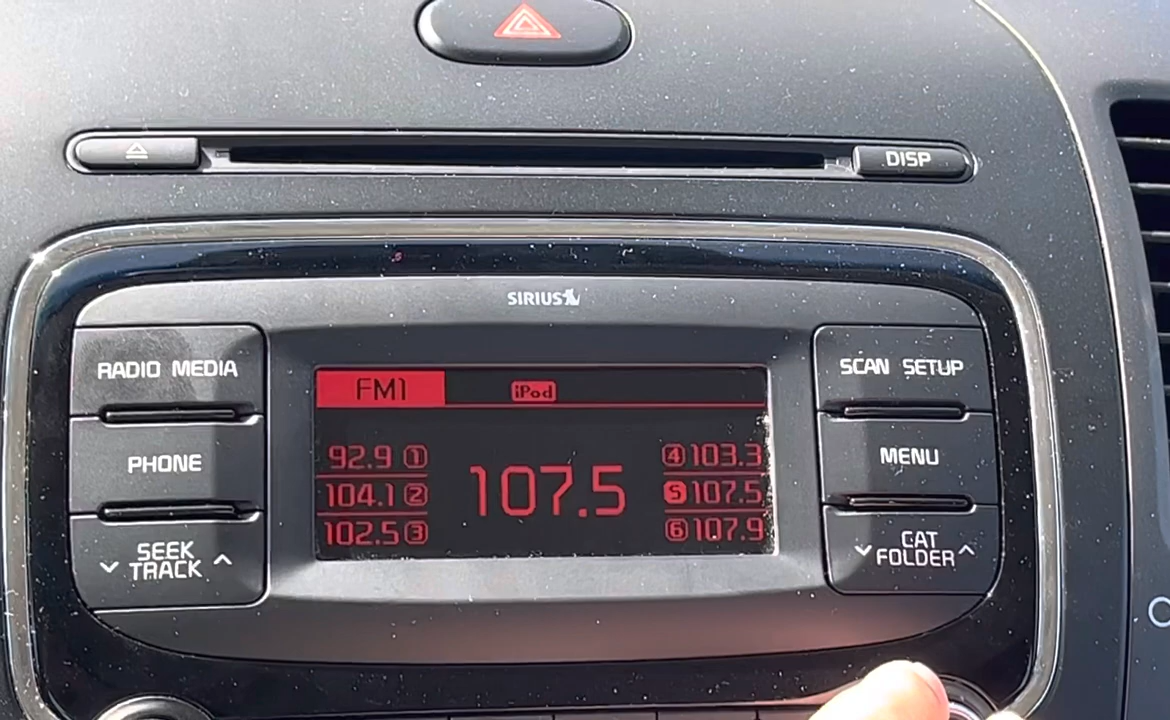 DISP
SIRIUS
RADIO MEDIA
SCAN SETUP
FM1 iPod
PHONE
MENU
92.9 1
104.1 2
102.5 3
107.5
4 103.3
5 107.5
6 107.9
SEEK
TRACK
CAT
FOLDER